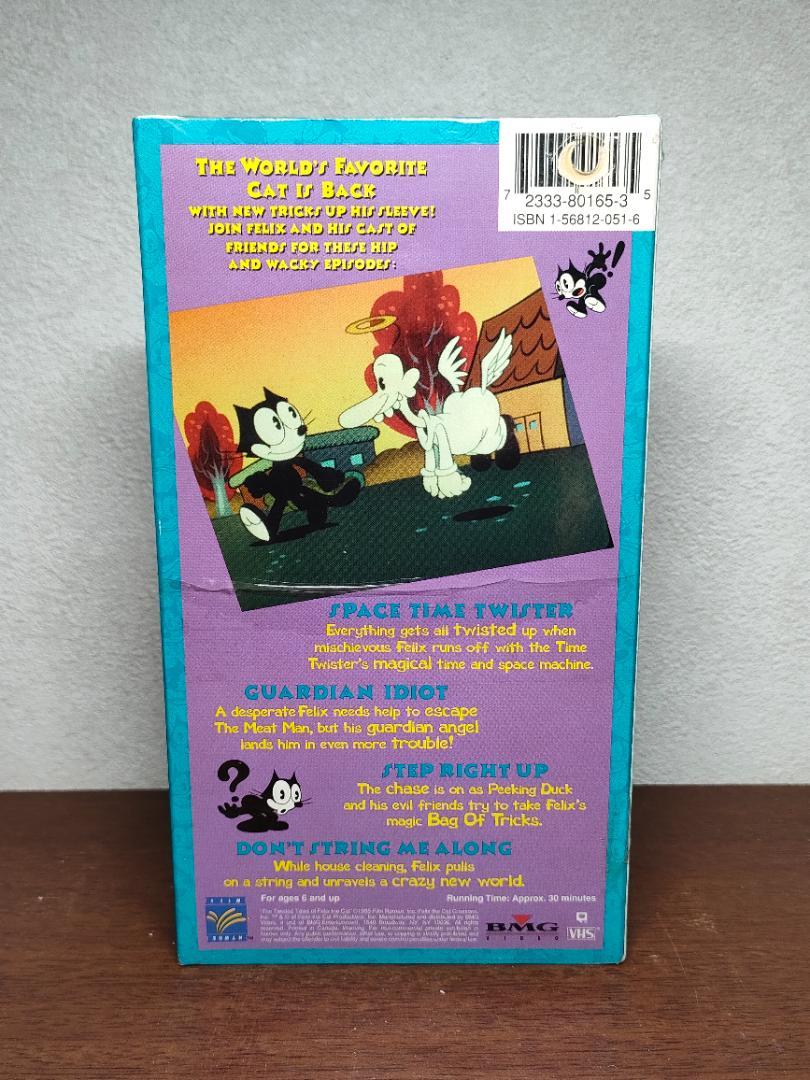 THE WORLD'S FAVORITE
CAT IS BACK
WITH NEW TRICKS UP HIS SLEEVE!
JOIN FELIX AND HIS CAST OF
FRIENDS FOR THESE HIP
AND WACKY EPISODES:
7 2333-80165-3 5
ISBN 1-56812-051-6
!
SPACE TIME TWISTER
Everything gets all twisted up when
mischievous Felix runs off with the Time
Twister's magical time and space machine.
GUARDIAN IDIOT
A desperate Felix needs help to escape
The Meat Man, but his guardian angel
lands him in even more trouble!
?
STEP RIGHT UP
The chase is on as Peeking Duck
and his evil friends try to take Felix's
magic Bag Of Tricks.
DON'T STRING ME ALONG
While house cleaning, Felix pulls
on a string and unravels a crazy new world.
For ages 6 and up
Running Time: Approx. 30 minutes
FILM
ROMAN
BMG
VIDEO
VHS